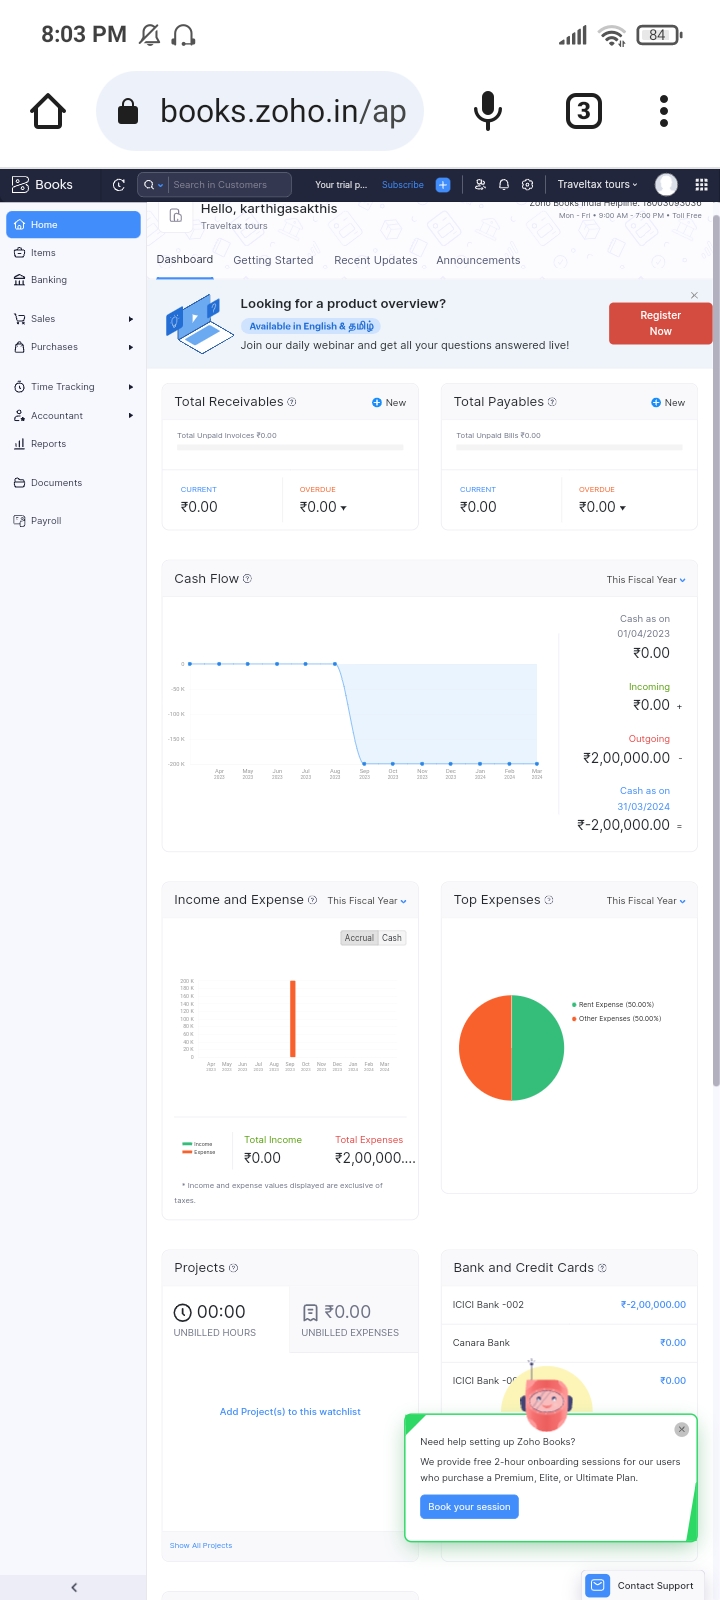 8:03 PM
84
books.zoho.in/ap
3
Books
Search in Customers
Your trial p...
Subscribe
Traveltax tours
Home
Items
Banking
Sales
Purchases
Time Tracking
Accountant
Reports
Documents
Payroll
Hello, karthigasakthis
Traveltax tours
Zoho Books India Helpline: 18003093036
Mon - Fri • 9:00 AM - 7:00 PM • Toll Free
Dashboard
Getting Started
Recent Updates
Announcements
Looking for a product overview?
Available in English & தமிழ்
Join our daily webinar and get all your questions answered live!
Register
Now
Total Receivables
New
Total Unpaid Invoices ₹0.00
CURRENT
₹0.00
OVERDUE
₹0.00
Total Payables
New
Total Unpaid Bills ₹0.00
CURRENT
₹0.00
OVERDUE
₹0.00
Cash Flow
This Fiscal Year
0
-50 K
-100 K
-150 K
-200 K
Apr 2023
May 2023
Jun 2023
Jul 2023
Aug 2023
Sep 2023
Oct 2023
Nov 2023
Dec 2023
Jan 2024
Feb 2024
Mar 2024
Cash as on
01/04/2023
₹0.00
Incoming
₹0.00 +
Outgoing
₹2,00,000.00 -
Cash as on
31/03/2024
₹-2,00,000.00 =
Income and Expense
This Fiscal Year
Accrual Cash
200 K
180 K
160 K
140 K
120 K
100 K
80 K
60 K
40 K
20 K
0
Apr 2023
May 2023
Jun 2023
Jul 2023
Aug 2023
Sep 2023
Oct 2023
Nov 2023
Dec 2023
Jan 2024
Feb 2024
Mar 2024
Income
Expense
Total Income
₹0.00
Total Expenses
₹2,00,000....
* Income and expense values displayed are exclusive of
taxes.
Top Expenses
This Fiscal Year
Rent Expense (50.00%)
Other Expenses (50.00%)
Projects
00:00
UNBILLED HOURS
₹0.00
UNBILLED EXPENSES
Add Project(s) to this watchlist
Show All Projects
Bank and Credit Cards
ICICI Bank -002
₹-2,00,000.00
Canara Bank
₹0.00
ICICI Bank
₹0.00
Need help setting up Zoho Books?
We provide free 2-hour onboarding sessions for our users
who purchase a Premium, Elite, or Ultimate Plan.
Book your session
Contact Support